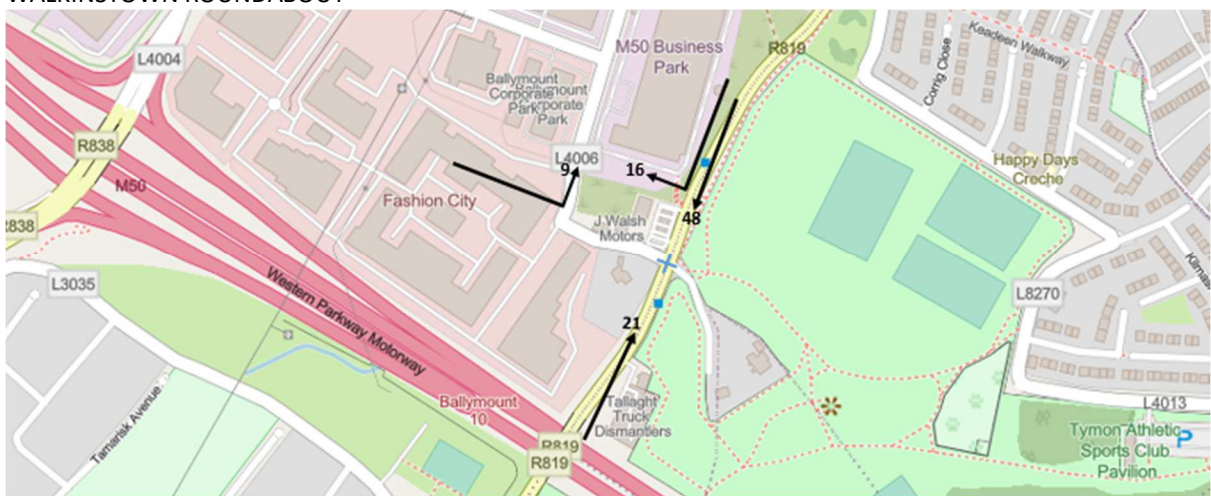 WALKINSTOWN ROUNDABOUT
L4004
R838
M50
R838
L3035
Fashion City
Ballymount
Corporate
Park
Ballymount
Corporate
Park
L4006
9
16
M50 Business
Park
R819
48
J Walsh
Motors
21
Western Parkway Motorway
Ballymount
10
Tamarisk Avenue
Tallaght
Truck
Dismantlers
R819
R819
Keadeen Walkway
Corrig Close
Happy Days
Creche
L8270
L4013
Tymon Athletic
Sports Club
Pavilion
P